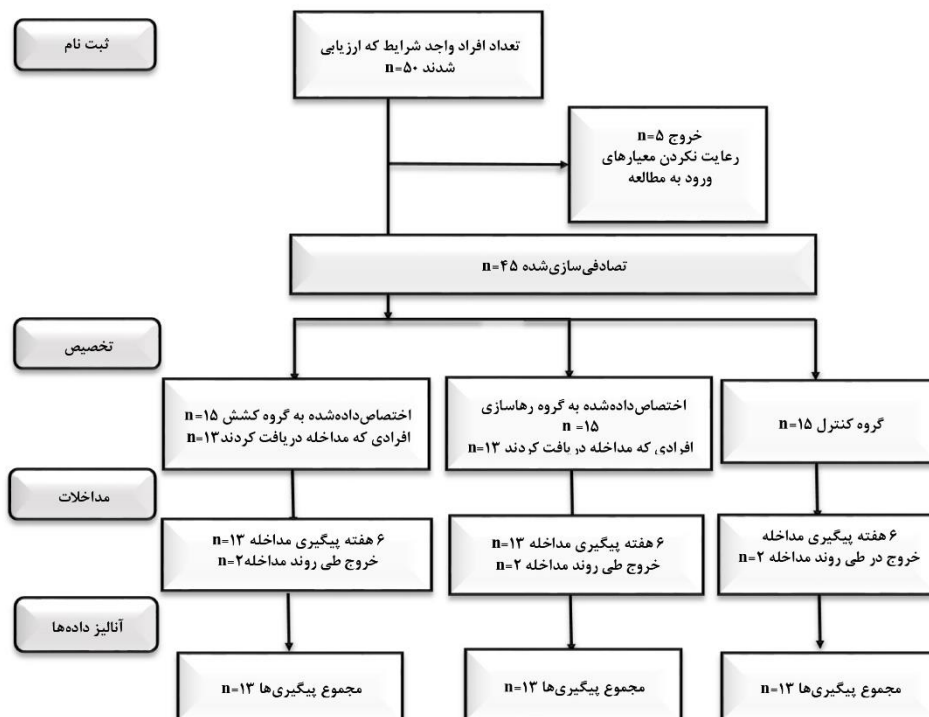 ثبت نام
تعداد افراد واجد شرایط که ارزیابی
شدند n=۵۰
خروج n=۵
رعایت نکردن معیارهای
ورود به مطالعه
تصادفی‌سازی‌شده n=۴۵
تخصیص
گروه کنترل n=۱۵
اختصاص‌داده‌شده به گروه رهاسازی
n =۱۵
افرادی که مداخله دریافت کردند n=۱۳
اختصاص‌داده‌شده به گروه کشش n=۱۵
افرادی که مداخله دریافت کردند n=۱۳
مداخلات
۶ هفته پیگیری مداخله
خروج در طی روند مداخله n=۲
۶ هفته پیگیری مداخله n=۱۳
خروج طی روند مداخله n=۲
۶ هفته پیگیری مداخله n=۱۳
خروج طی روند مداخله n=۲
آنالیز داده‌ها
مجموع پیگیری‌ها n=۱۳
مجموع پیگیری‌ها n=۱۳
مجموع پیگیری‌ها n=۱۳